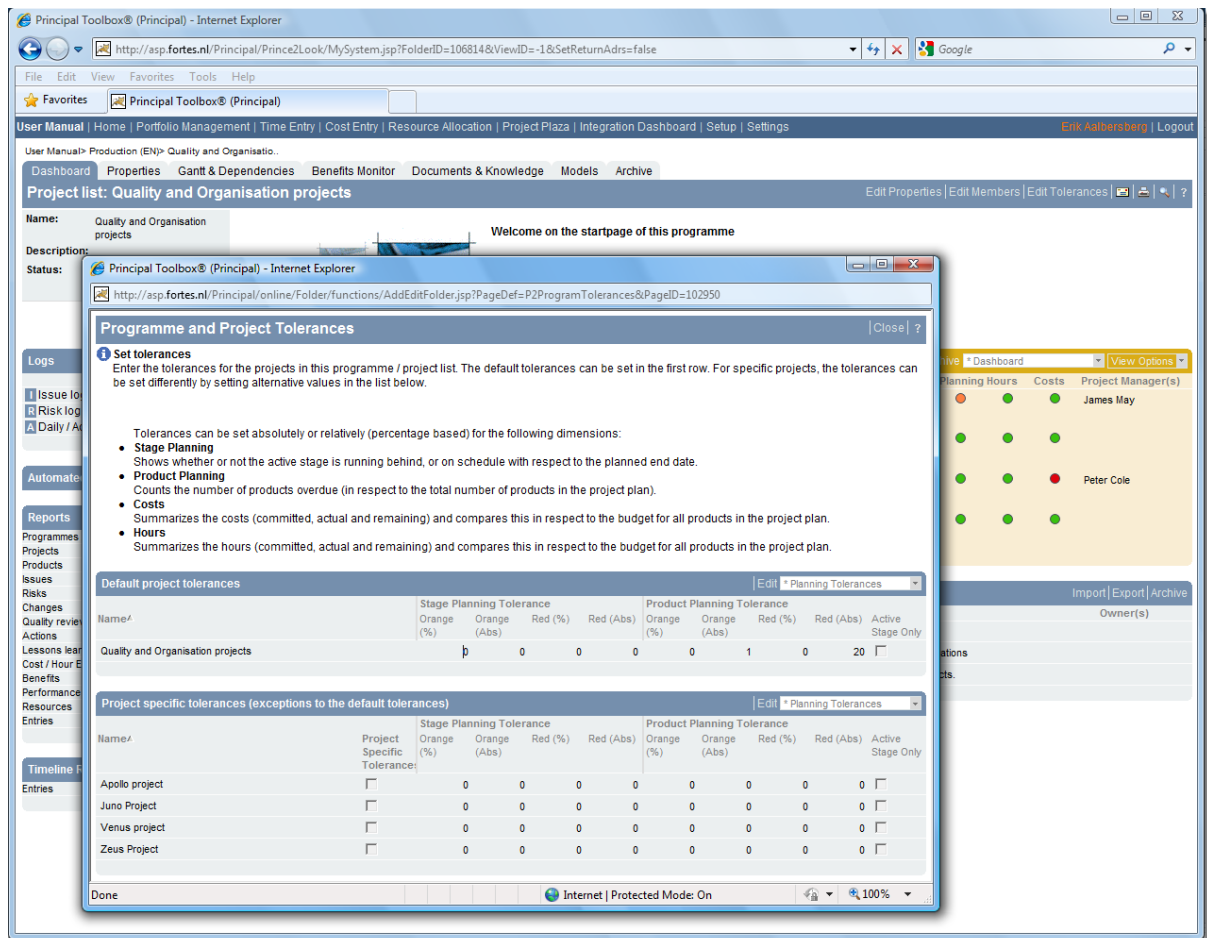 Principal Toolbox® (Principal) - Internet Explorer
http://asp.fortes.nl/Principal/Prince2Look/MySystem.jsp?FolderID=106814&ViewID=-1&SetReturnAdrs=false
Google
File Edit View Favorites Tools Help
Favorites Principal Toolbox® (Principal)
User Manual | Home | Portfolio Management | Time Entry | Cost Entry | Resource Allocation | Project Plaza | Integration Dashboard | Setup | Settings
Erik Aalbersberg | Logout
User Manual> Production (EN)> Quality and Organisatio..
Dashboard Properties Gantt & Dependencies Benefits Monitor Documents & Knowledge Models Archive
Project list: Quality and Organisation projects
Edit Properties | Edit Members | Edit Tolerances | ?
Name: Quality and Organisation
projects
Description:
Status:
Welcome on the startpage of this programme
Logs
I Issue lo
R Risk log
A Daily / A
Automate
Reports
Programmes
Projects
Products
Issues
Risks
Changes
Quality revie
Actions
Lessons lear
Cost / Hour E
Benefits
Performance
Resources
Entries
Timeline R
Entries
Principal Toolbox® (Principal) - Internet Explorer
http://asp.fortes.nl/Principal/online/Folder/functions/AddEditFolder.jsp?PageDef=P2ProgramTolerances&PageID=102950
Programme and Project Tolerances |Close| ?
Set tolerances
Enter the tolerances for the projects in this programme / project list. The default tolerances can be set in the first row. For specific projects, the tolerances can
be set differently by setting alternative values in the list below.
Tolerances can be set absolutely or relatively (percentage based) for the following dimensions:
• Stage Planning
Shows whether or not the active stage is running behind, or on schedule with respect to the planned end date.
• Product Planning
Counts the number of products overdue (in respect to the total number of products in the project plan).
• Costs
Summarizes the costs (committed, actual and remaining) and compares this in respect to the budget for all products in the project plan.
• Hours
Summarizes the hours (committed, actual and remaining) and compares this in respect to the budget for all products in the project plan.
Default project tolerances |Edit * Planning Tolerances
Stage Planning Tolerance Product Planning Tolerance
Name Orange Orange Red (%) Red (Abs) Orange Orange Red (%) Red (Abs) Active
(%) (Abs) (%) (Abs) Stage Only
Quality and Organisation projects 0 0 0 0 0 1 0 20
Project specific tolerances (exceptions to the default tolerances) |Edit * Planning Tolerances
Stage Planning Tolerance Product Planning Tolerance
Name Project Orange Orange Red (%) Red (Abs) Orange Orange Red (%) Red (Abs) Active
Specific (%) (Abs) (%) (Abs) Stage Only
Tolerance
Apollo project 0 0 0 0 0 0 0 0
Juno Project 0 0 0 0 0 0 0 0
Venus project 0 0 0 0 0 0 0 0
Zeus Project 0 0 0 0 0 0 0 0
Done Internet | Protected Mode: On 100%
hive * Dashboard View Options
Planning Hours Costs Project Manager(s)
James May
Peter Cole
Import | Export | Archive
Owner(s)
ations
cts.